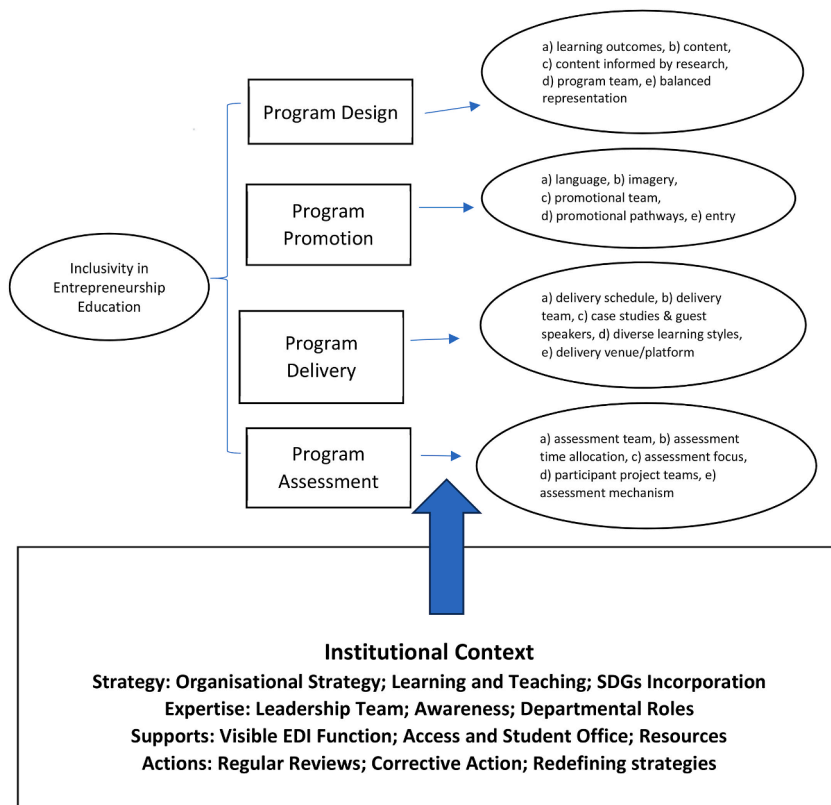 a) learning outcomes, b) content,
c) content informed by research,
d) program team, e) balanced
representation
Program Design
a) language, b) imagery,
c) promotional team,
d) promotional pathways, e) entry
Program
Promotion
Inclusivity in
Entrepreneurship
Education
a) delivery schedule, b) delivery
team, c) case studies & guest
speakers, d) diverse learning styles,
e) delivery venue/platform
Program
Delivery
a) assessment team, b) assessment
time allocation, c) assessment focus,
d) participant project teams, e)
assessment mechanism
Program
Assessment
Institutional Context
Strategy: Organisational Strategy; Learning and Teaching; SDGs Incorporation
Expertise: Leadership Team; Awareness; Departmental Roles
Supports: Visible EDI Function; Access and Student Office; Resources
Actions: Regular Reviews; Corrective Action; Redefining strategies